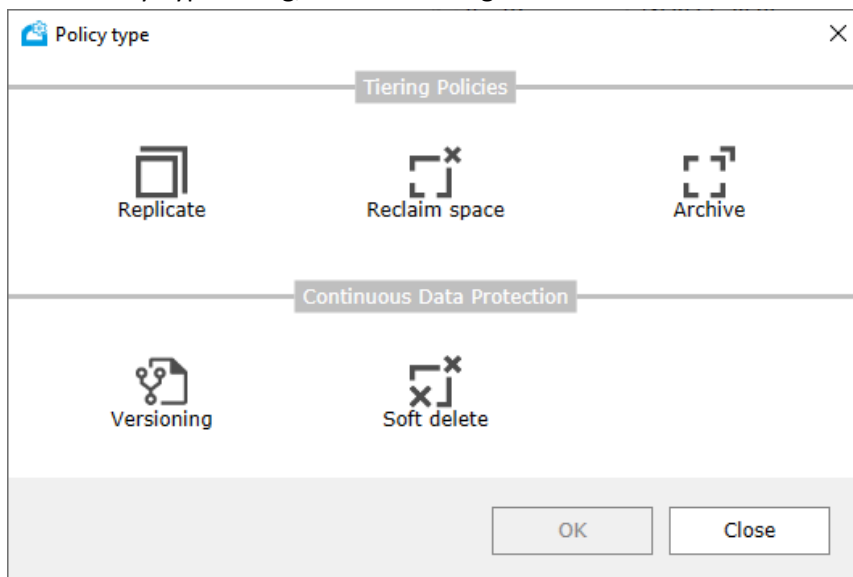 Policy type
Tiering Policies
Replicate
Reclaim space
Archive
Continuous Data Protection
Versioning
Soft delete
OK
Close